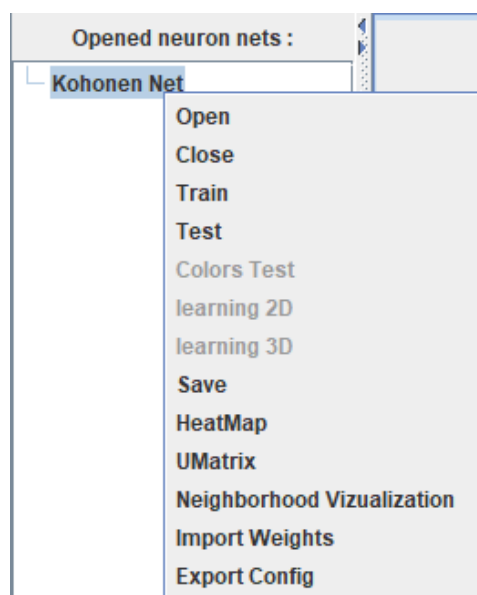 Opened neuron nets :
Kohonen Net
Open
Close
Train
Test
Colors Test
learning 2D
learning 3D
Save
HeatMap
UMatrix
Neighborhood Vizualization
Import Weights
Export Config